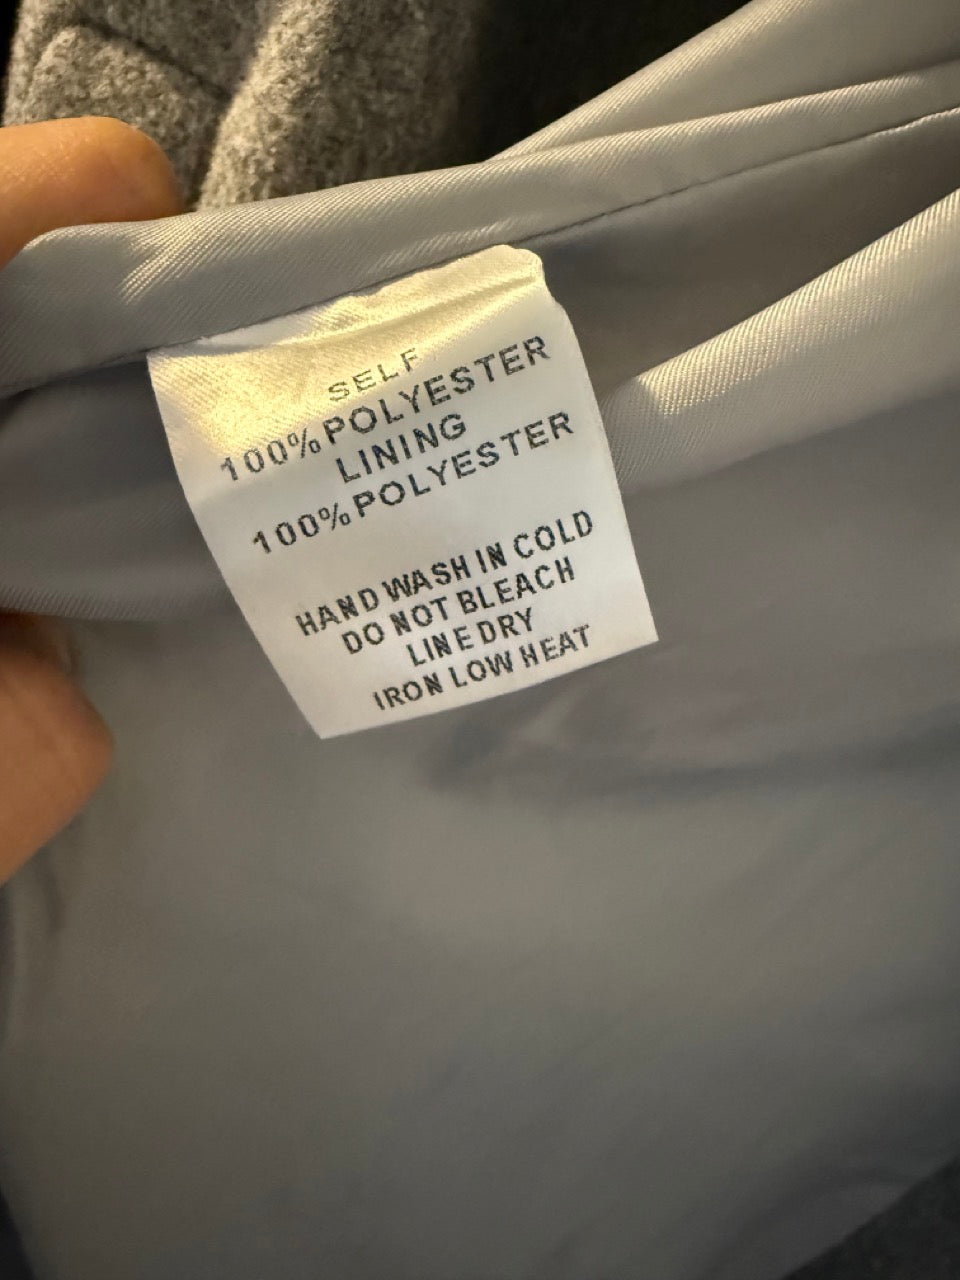 SELF
100% POLYESTER
LINING
100% POLYESTER
HAND WASH IN COLD
DO NOT BLEACH
LINE DRY
IRON LOW HEAT